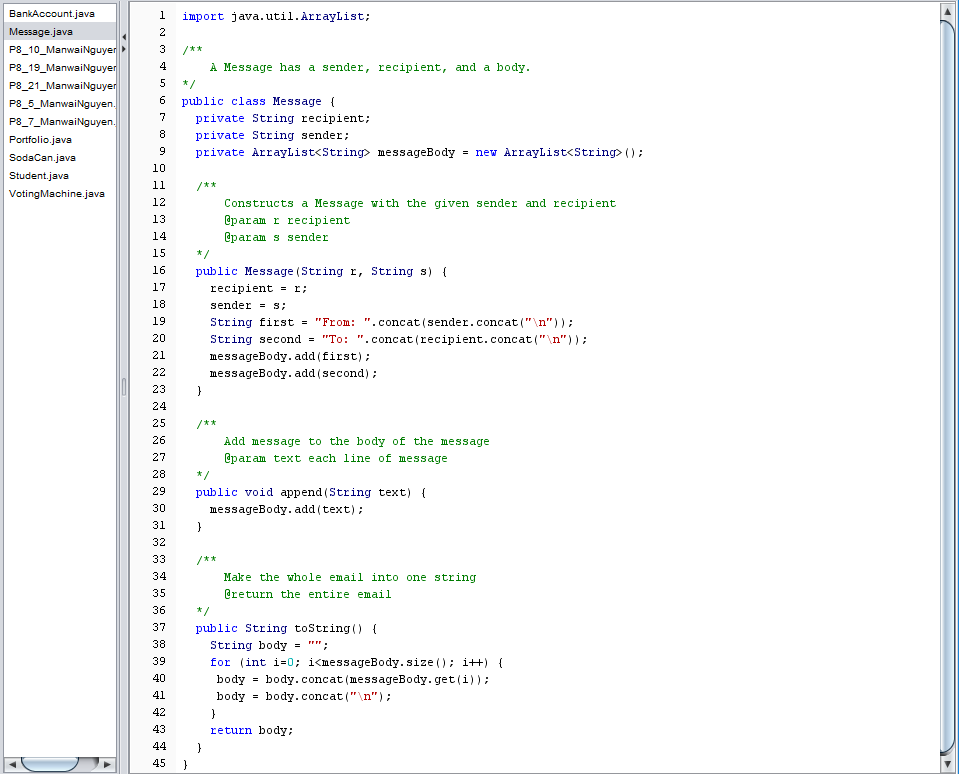 BankAccount.java
Message.java
P8_10_ManwaiNguyer
P8_19_ManwaiNguyer
P8_21_ManwaiNguyer
P8_5_ManwaiNguyen.
P8_7_ManwaiNguyen.
Portfolio.java
SodaCan.java
Student.java
VotingMachine.java
1 import java.util.ArrayList;
2
3 /**
4     A Message has a sender, recipient, and a body.
5 */
6 public class Message {
7   private String recipient;
8   private String sender;
9   private ArrayList<String> messageBody = new ArrayList<String>();
10
11   /**
12       Constructs a Message with the given sender and recipient
13       @param r recipient
14       @param s sender
15   */
16   public Message(String r, String s) {
17     recipient = r;
18     sender = s;
19     String first = "From: ".concat(sender.concat("\n"));
20     String second = "To: ".concat(recipient.concat("\n"));
21     messageBody.add(first);
22     messageBody.add(second);
23   }
24
25   /**
26       Add message to the body of the message
27       @param text each line of message
28   */
29   public void append(String text) {
30     messageBody.add(text);
31   }
32
33   /**
34       Make the whole email into one string
35       @return the entire email
36   */
37   public String toString() {
38     String body = "";
39     for (int i=0; i<messageBody.size(); i++) {
40      body = body.concat(messageBody.get(i));
41      body = body.concat("\n");
42     }
43     return body;
44   }
45 }